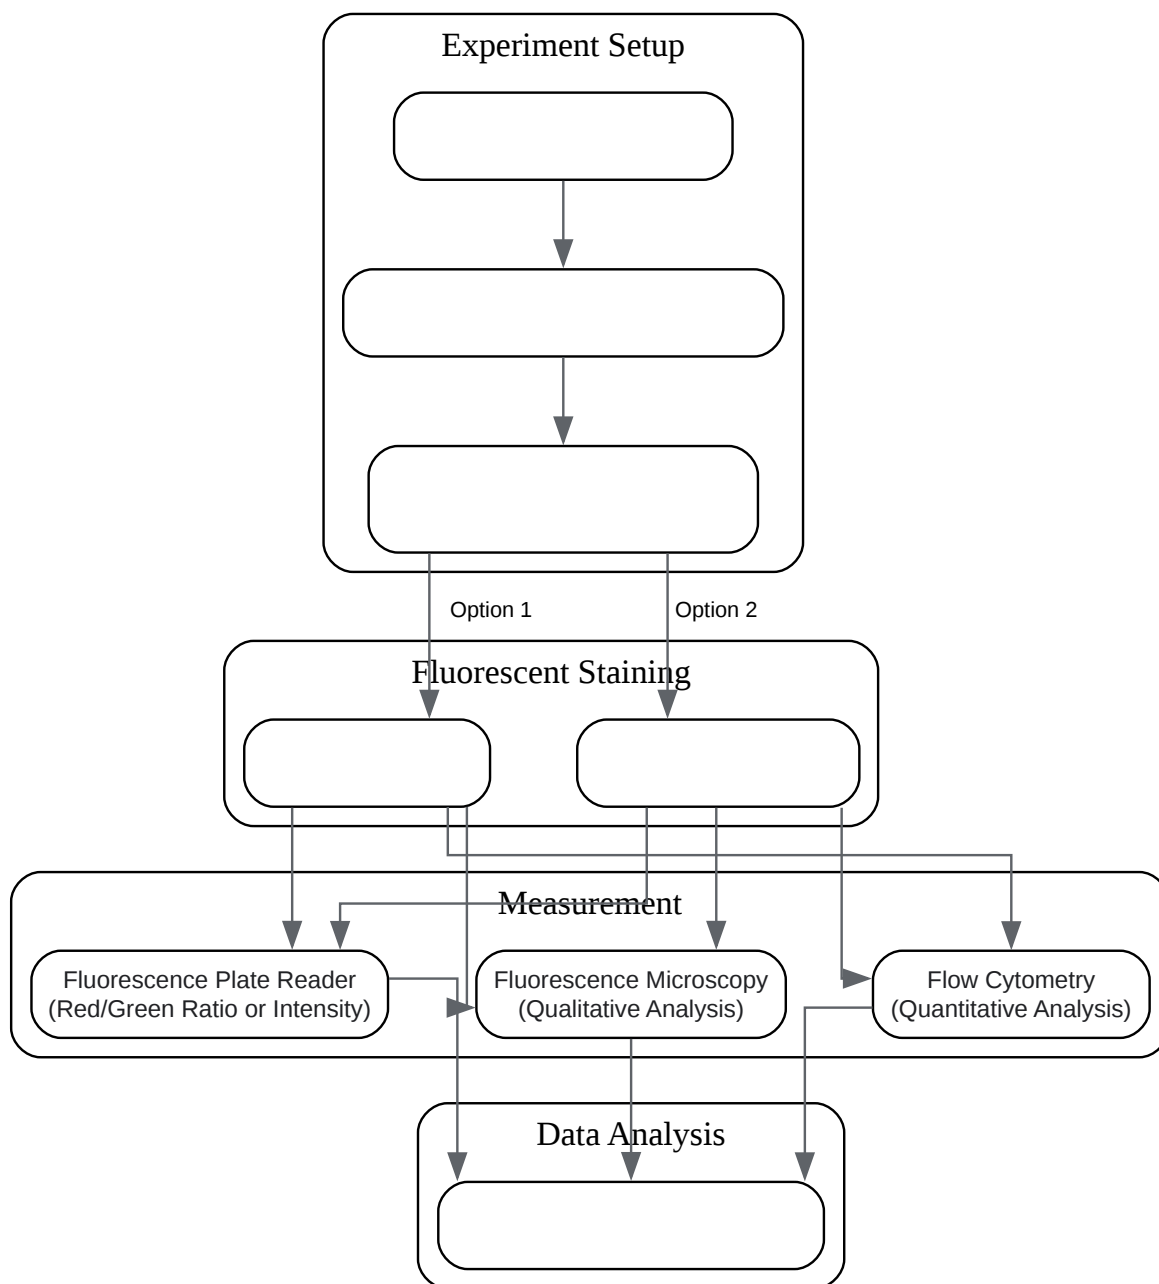 Experiment Setup
Option 1
Option 2
Fluorescent Staining
Measurement
Fluorescence Plate Reader
(Red/Green Ratio or Intensity)
Fluorescence Microscopy
(Qualitative Analysis)
Flow Cytometry
(Quantitative Analysis)
Data Analysis